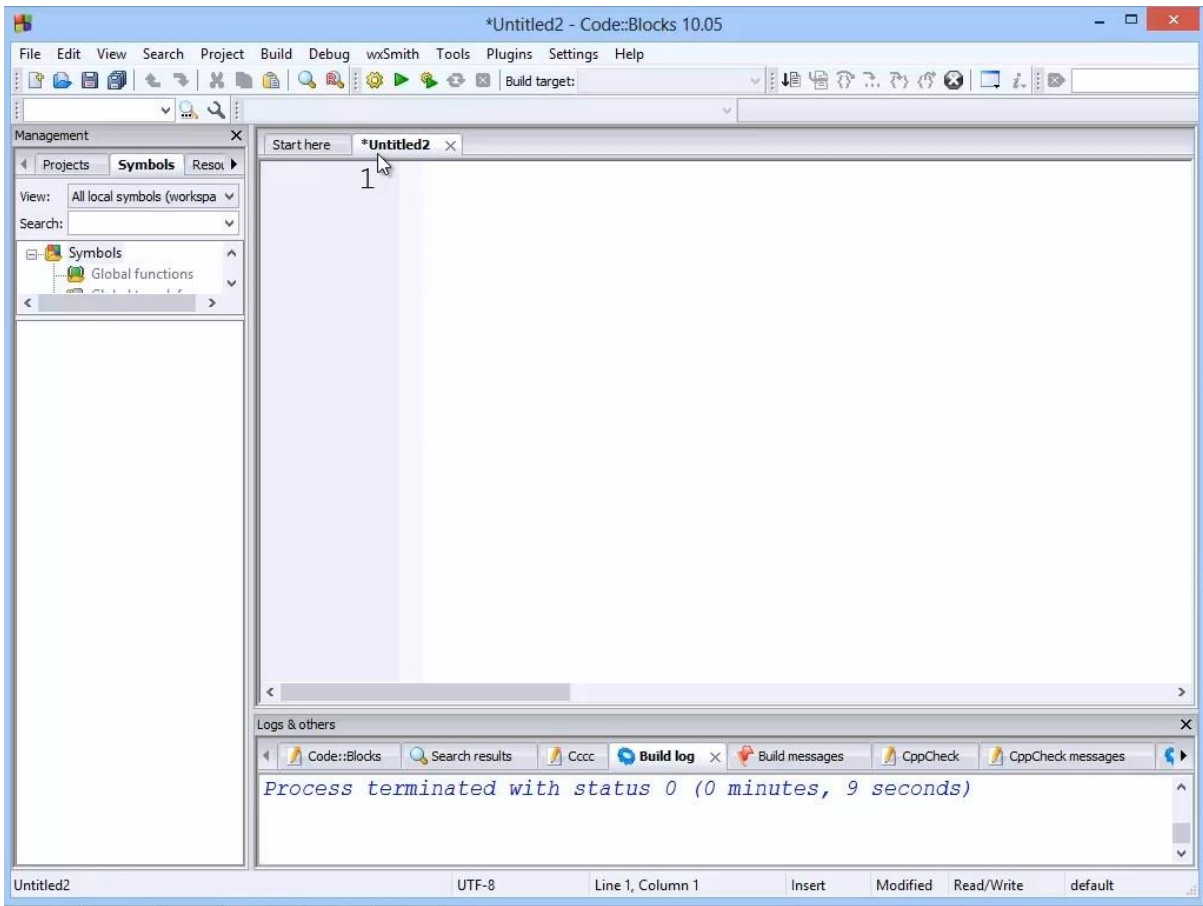 *Untitled2 - Code::Blocks 10.05
File Edit View Search Project Build Debug wxSmith Tools Plugins Settings Help
Build target:
Management
Start here *Untitled2
Projects Symbols
1
View: All local symbols (workspa
Search:
Symbols
Global functions
Logs & others
Code::Blocks Search results Cccc Build log Build messages CppCheck CppCheck messages
Process terminated with status 0 (0 minutes, 9 seconds)
Untitled2 UTF-8 Line 1, Column 1 Insert Modified Read/Write default